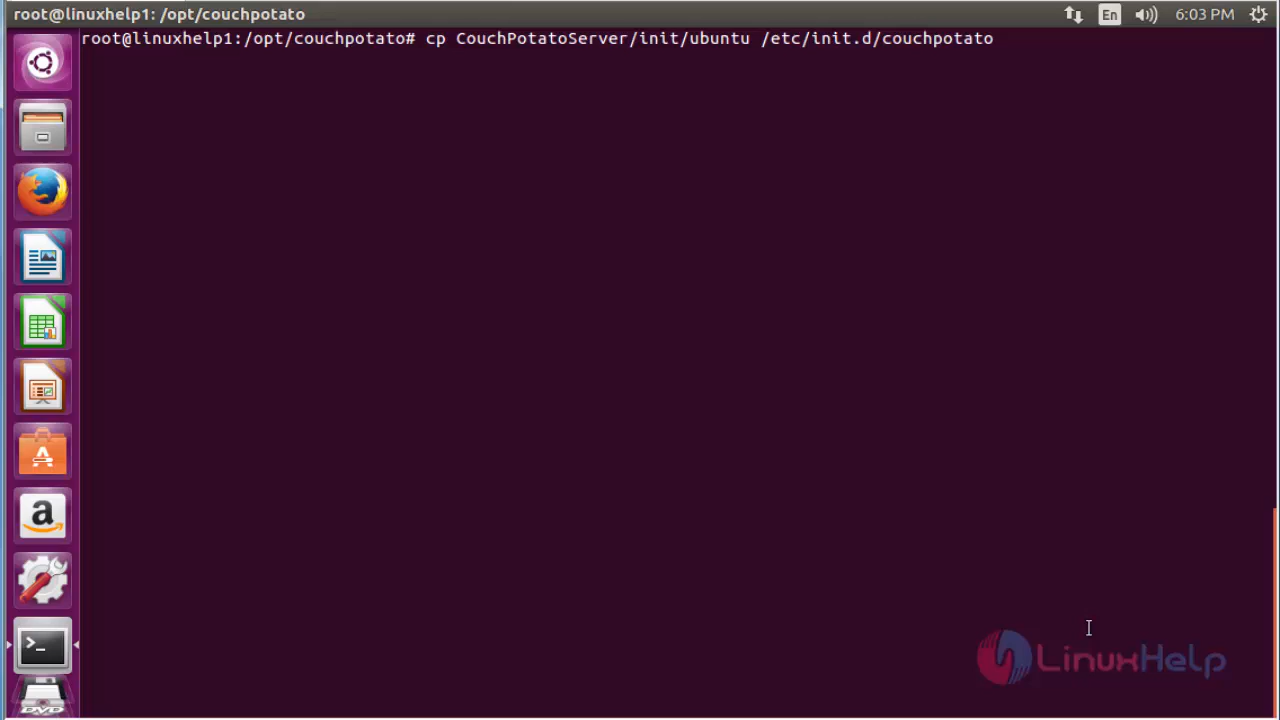 root@linuxhelp1: /opt/couchpotato
En
6:03 PM
root@linuxhelp1:/opt/couchpotato# cp CouchPotatoServer/init/ubuntu /etc/init.d/couchpotato
A
a
>_
DVD
LinuxHelp